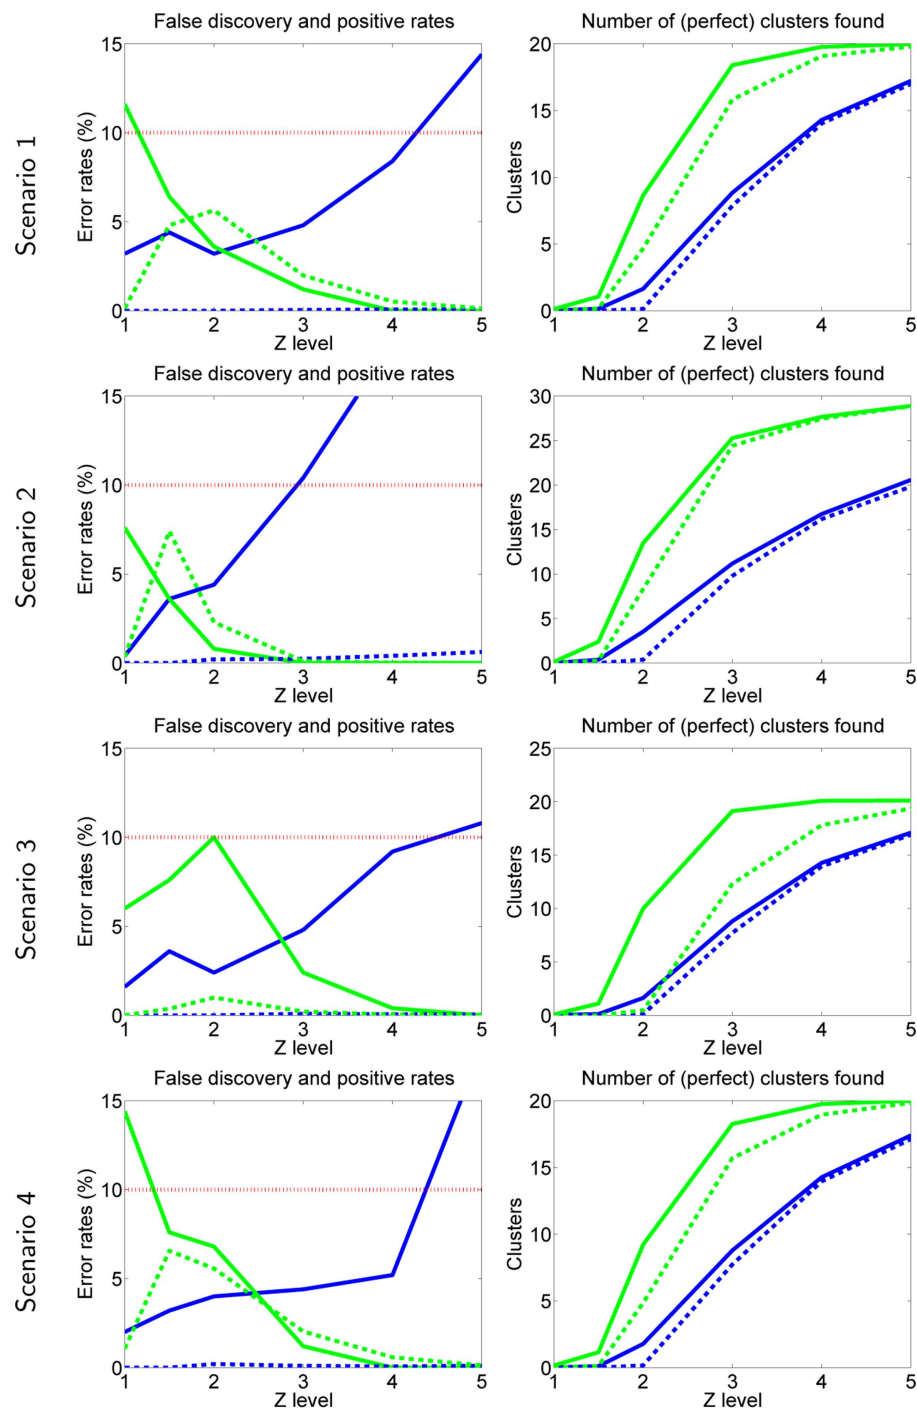 Scenario 1
False discovery and positive rates
Error rates (%)
15
10
5
0
1 2 3 4 5
Z level
Number of (perfect) clusters found
Clusters
20
15
10
5
0
1 2 3 4 5
Z level
Scenario 2
False discovery and positive rates
Error rates (%)
15
10
5
0
1 2 3 4 5
Z level
Number of (perfect) clusters found
Clusters
30
25
20
15
10
5
0
1 2 3 4 5
Z level
Scenario 3
False discovery and positive rates
Error rates (%)
15
10
5
0
1 2 3 4 5
Z level
Number of (perfect) clusters found
Clusters
25
20
15
10
5
0
1 2 3 4 5
Z level
Scenario 4
False discovery and positive rates
Error rates (%)
15
10
5
0
1 2 3 4 5
Z level
Number of (perfect) clusters found
Clusters
20
15
10
5
0
1 2 3 4 5
Z level